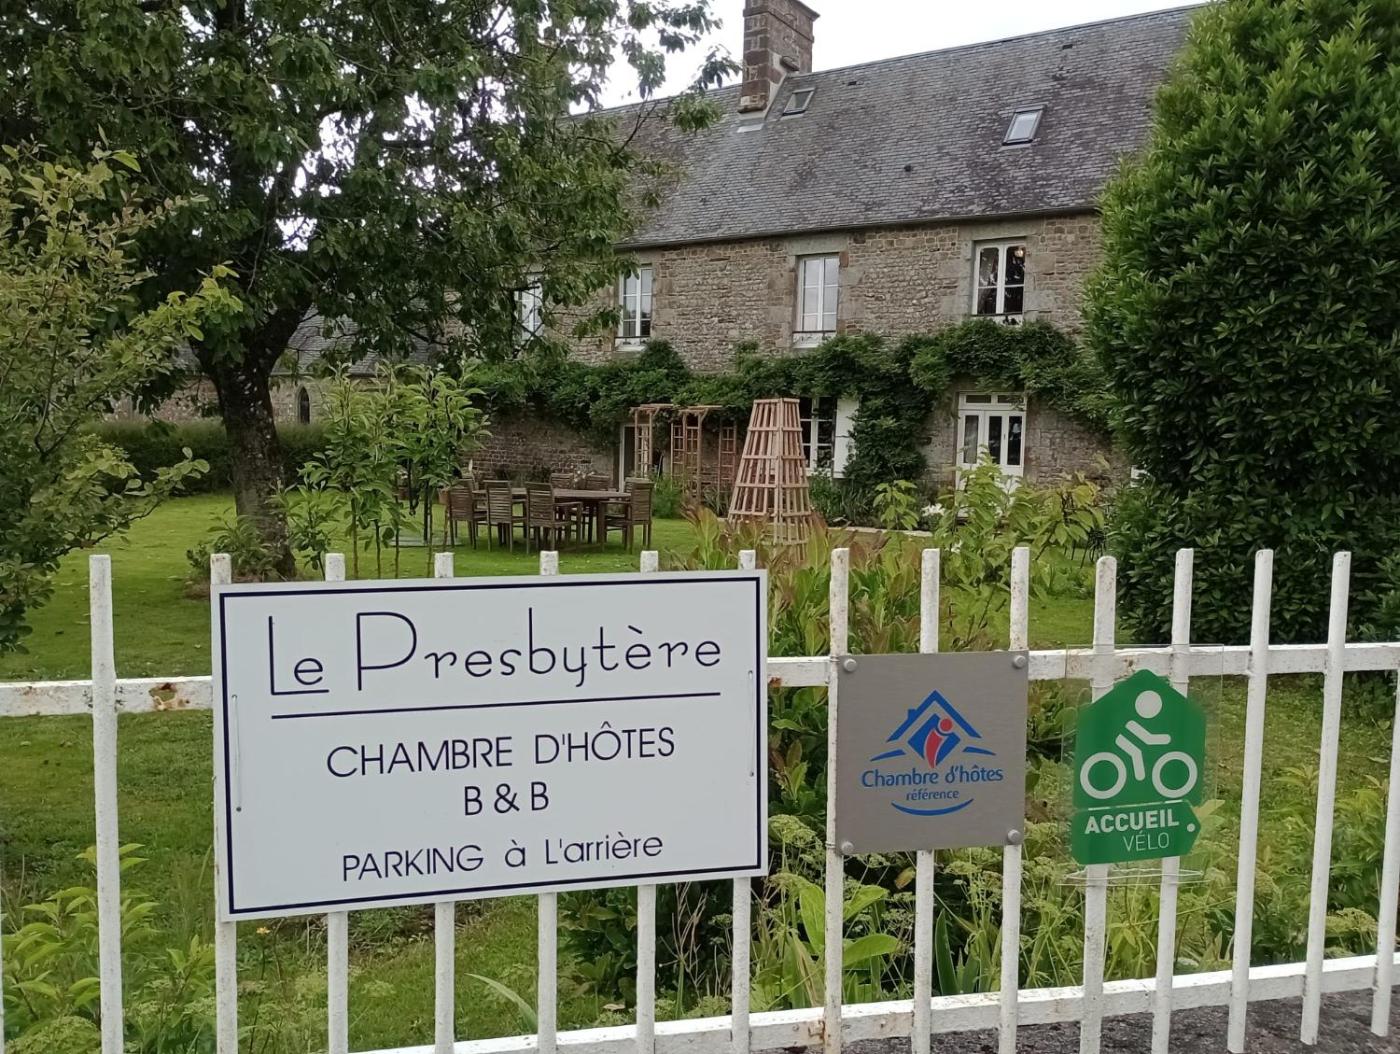 Le Presbytère
CHAMBRE D'HÔTES
B & B
PARKING à L'arrière
Chambre d'hôtes
référence
ACCUEIL
VÉLO